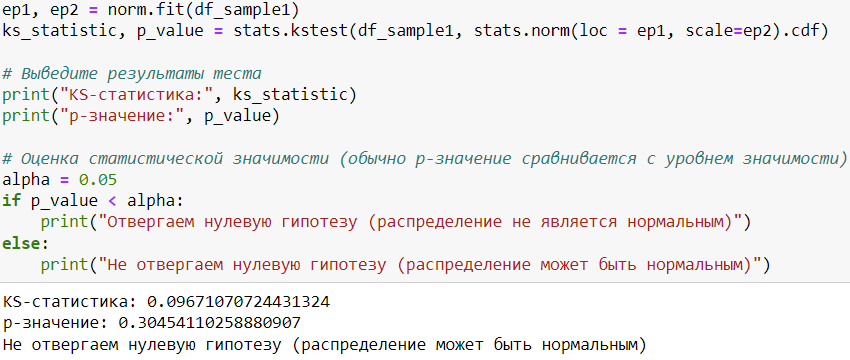 ep1, ep2 = norm.fit(df_sample1)
ks_statistic, p_value = stats.kstest(df_sample1, stats.norm(loc = ep1, scale=ep2).cdf)
# Выведите результаты теста
print("KS-статистика:", ks_statistic)
print("p-значение:", p_value)
# Оценка статистической значимости (обычно p-значение сравнивается с уровнем значимости)
alpha = 0.05
if p_value < alpha:
    print("Отвергаем нулевую гипотезу (распределение не является нормальным)")
else:
    print("Не отвергаем нулевую гипотезу (распределение может быть нормальным)")
KS-статистика: 0.09671070724431324
p-значение: 0.30454110258880907
Не отвергаем нулевую гипотезу (распределение может быть нормальным)